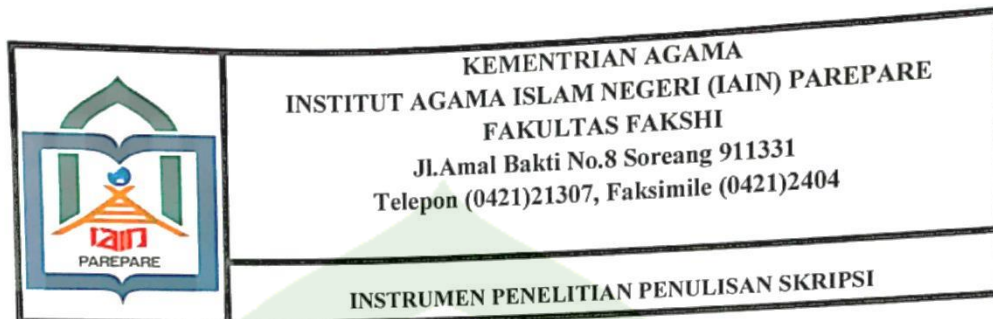 KEMENTRIAN AGAMA
INSTITUT AGAMA ISLAM NEGERI (IAIN) PAREPARE
FAKULTAS FAKSHI
Jl.Amal Bakti No.8 Soreang 911331
Telepon (0421)21307, Faksimile (0421)2404
iain
PAREPARE
INSTRUMEN PENELITIAN PENULISAN SKRIPSI